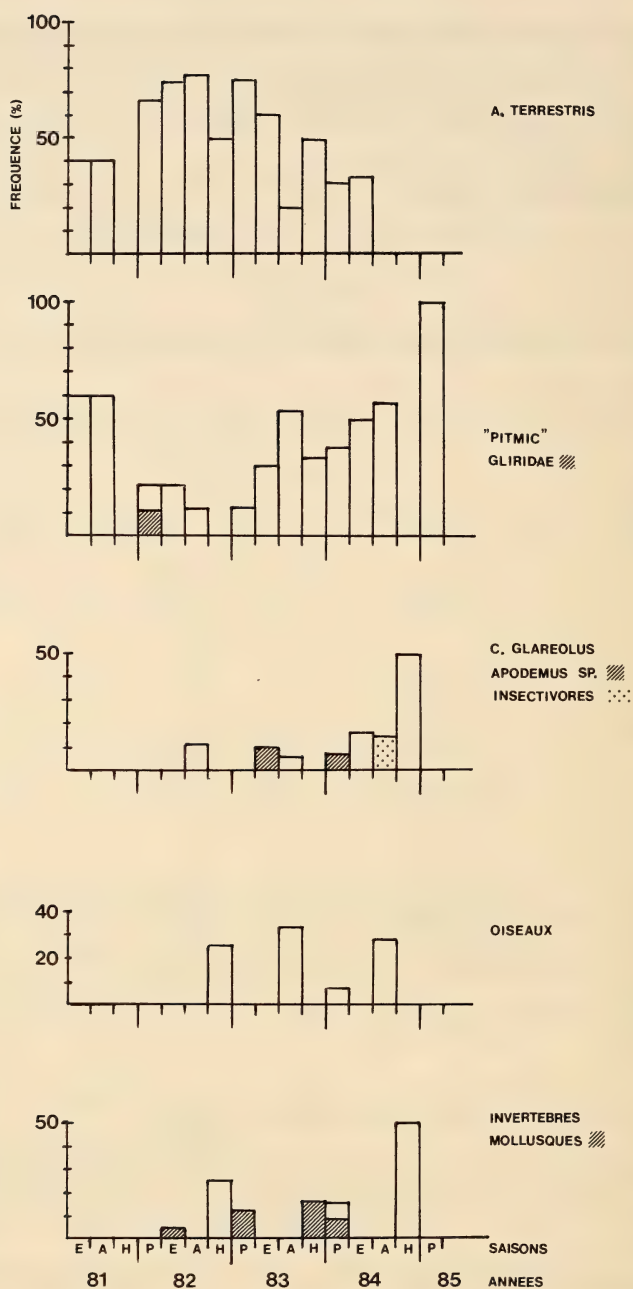 100
50
FREQUENCE (%)
A. TERRESTRIS
100
50
"PITMIC"
GLIRIDAE
50
C. GLAREOLUS
APODEMUS SP.
INSECTIVORES
40
20
OISEAUX
50
INVERTEBRES
MOLLUSQUES
E A H P E A H P E A H P E A H P SAISONS
81 82 83 84 85 ANNEES